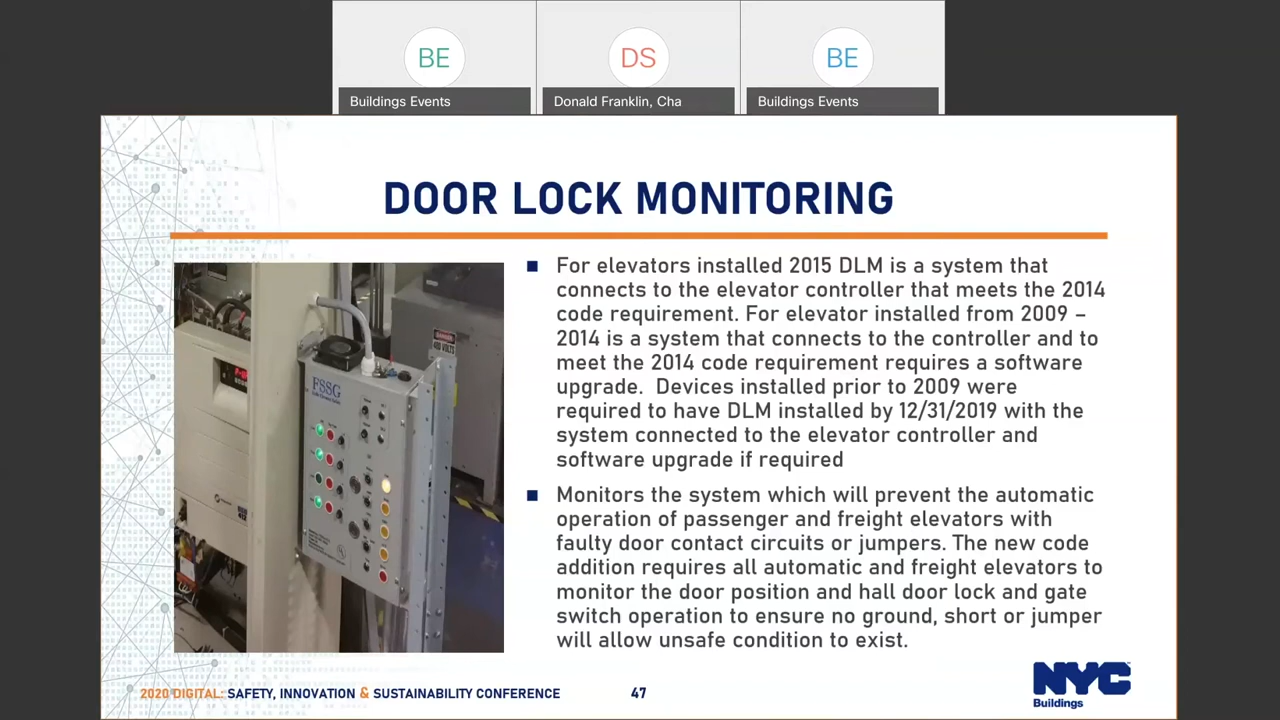 BE
DS
BE
Buildings Events
Donald Franklin, Cha
Buildings Events
DOOR LOCK MONITORING
FSSG
DANGER
480 VOLTS
■ For elevators installed 2015 DLM is a system that
connects to the elevator controller that meets the 2014
code requirement. For elevator installed from 2009 –
2014 is a system that connects to the controller and to
meet the 2014 code requirement requires a software
upgrade. Devices installed prior to 2009 were
required to have DLM installed by 12/31/2019 with the
system connected to the elevator controller and
software upgrade if required
■ Monitors the system which will prevent the automatic
operation of passenger and freight elevators with
faulty door contact circuits or jumpers. The new code
addition requires all automatic and freight elevators to
monitor the door position and hall door lock and gate
switch operation to ensure no ground, short or jumper
will allow unsafe condition to exist.
2020 DIGITAL: SAFETY, INNOVATION & SUSTAINABILITY CONFERENCE
47
NYC
Buildings